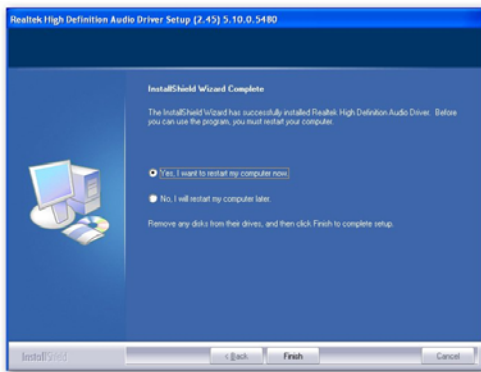 Realtek High Definition Audio Driver Setup (2.45) 5.10.0.5480
InstallShield Wizard Complete
The InstallShield Wizard has successfully installed Realtek High Definition Audio Driver. Before
you can use the program, you must restart your computer.
Yes, I want to restart my computer now.
No, I will restart my computer later.
Remove any disks from their drives, and then click Finish to complete setup.
InstallShield
< Back
Finish
Cancel